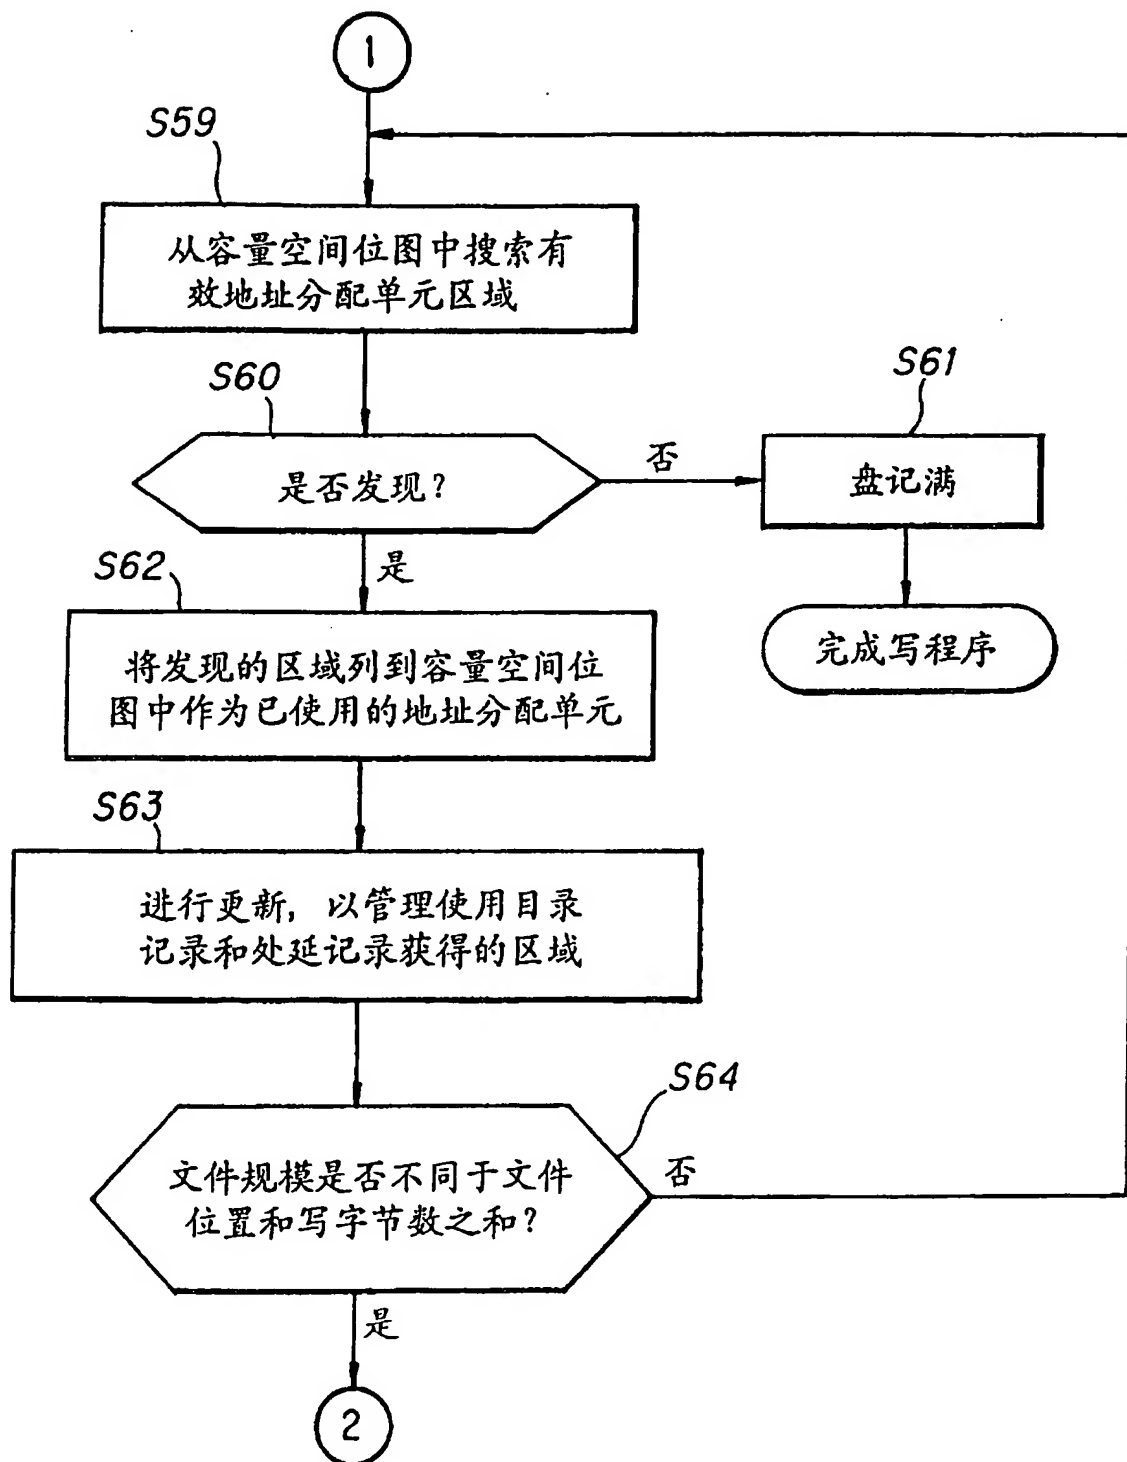 1
S59
从容量空间位图中搜索有
效地址分配单元区域
S60
是否发现?
否
S61
盘记满
完成写程序
是
S62
将发现的区域列到容量空间位
图中作为已使用的地址分配单元
S63
进行更新, 以管理使用目录
记录和处延记录获得的区域
S64
文件规模是否不同于文件
位置和写字节数之和?
否
是
2